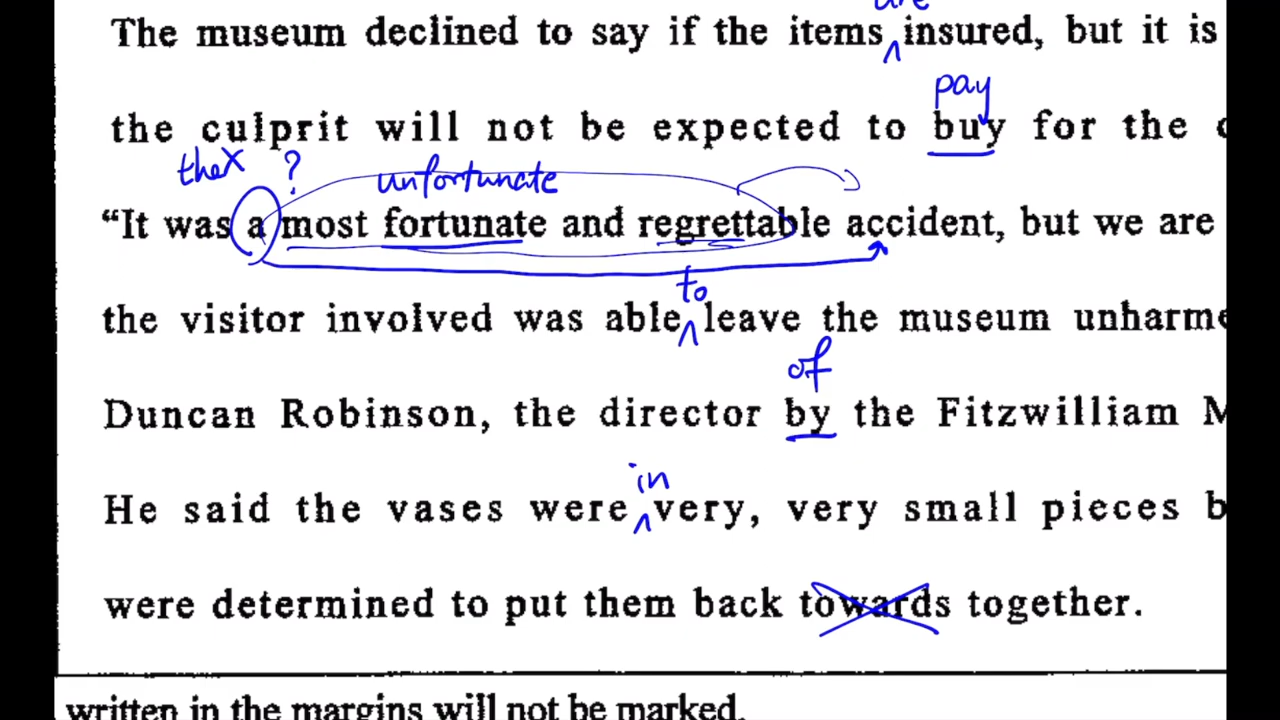 are
The museum declined to say if the items ^ insured, but it is
pay
the culprit will not be expected to buy for the
the X ? unfortunate
“It was a most fortunate and regrettable accident, but we are
to
the visitor involved was able ^ leave the museum unharme
of
Duncan Robinson, the director by the Fitzwilliam M
in
He said the vases were ^ very, very small pieces b
were determined to put them back towards together.
written in the margins will not be marked.